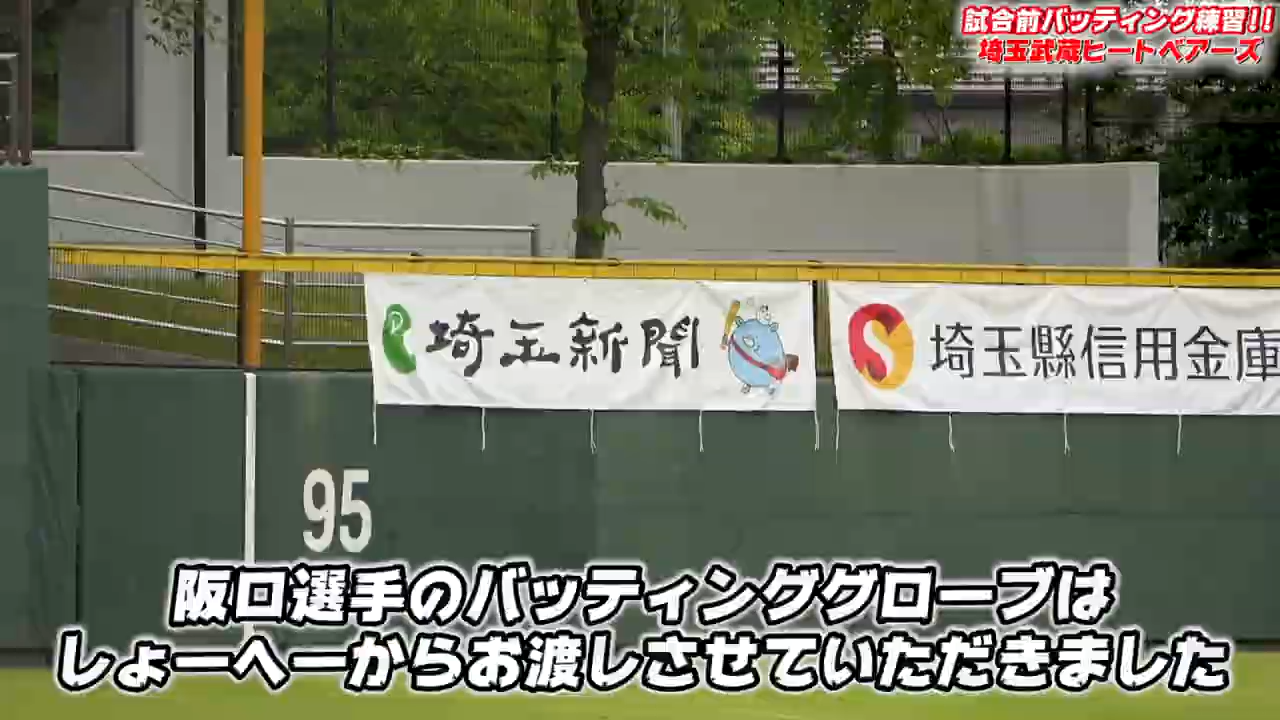 試合前バッティング練習!!
埼玉武蔵ヒートベアーズ
埼玉新聞
埼玉縣信用金庫
95
阪口選手のバッティンググローブは
しょーへーからお渡しさせていただきました